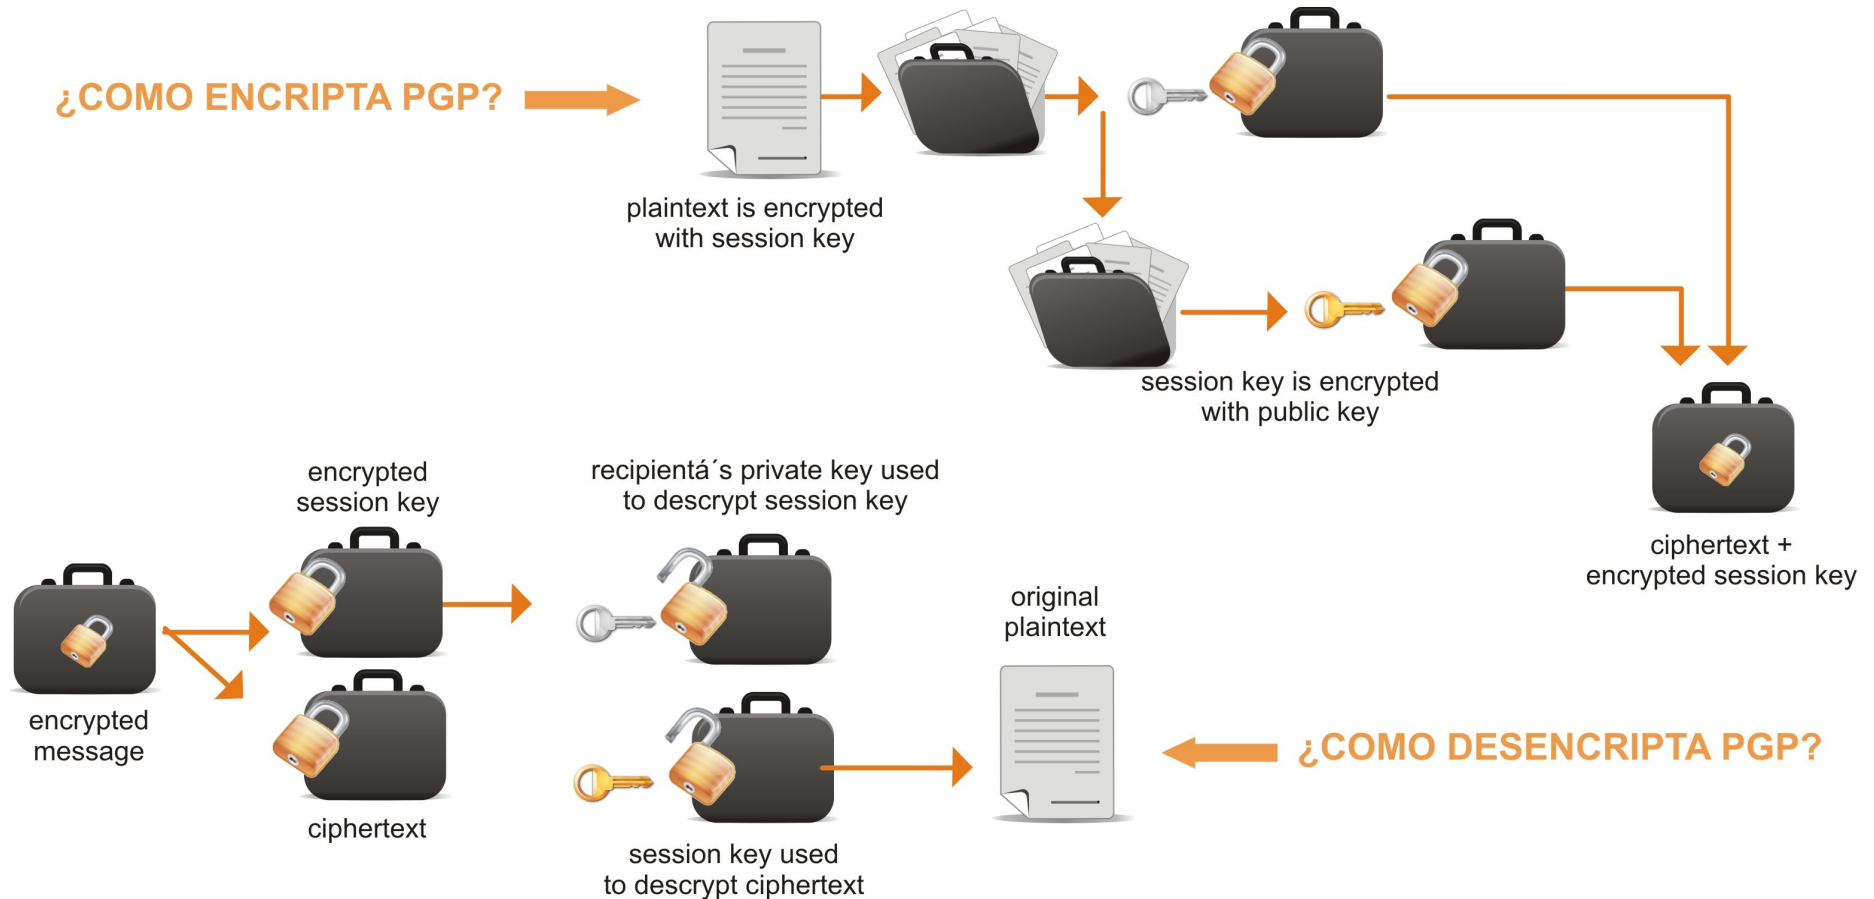 ¿COMO ENCRIPTA PGP?
plaintext is encrypted
with session key
session key is encrypted
with public key
ciphertext +
encrypted session key
encrypted
session key
recipientá´s private key used
to descrypt session key
original
plaintext
encrypted
message
¿COMO DESENCRIPTA PGP?
ciphertext
session key used
to descrypt ciphertext